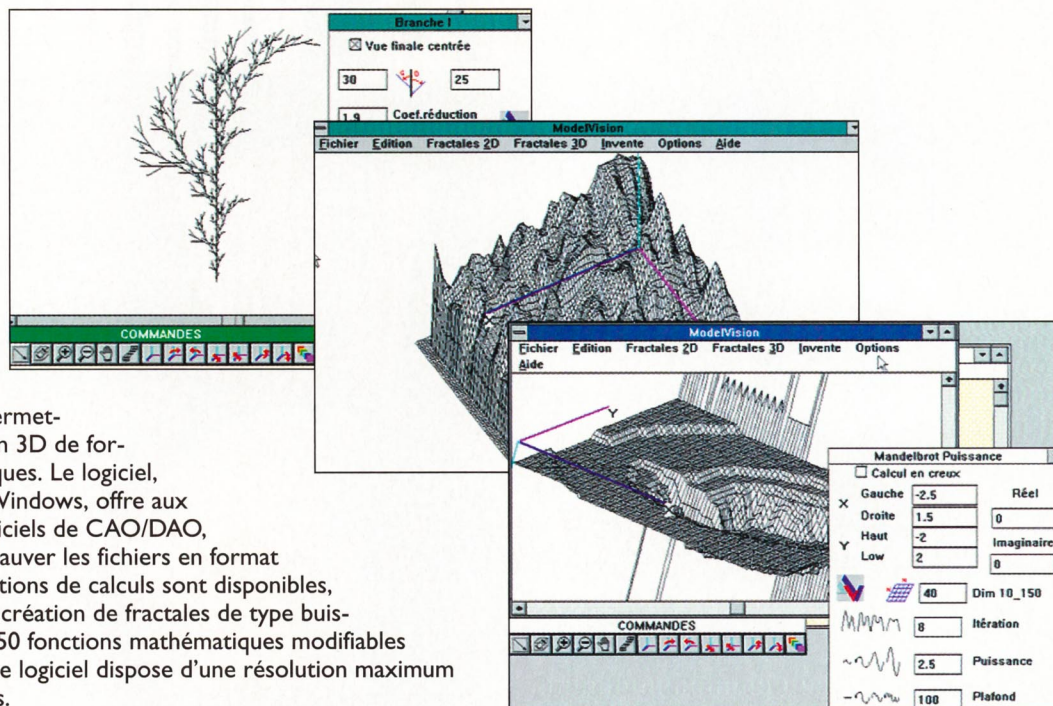 Branche I
Vue finale centrée
30
25
1.9 Coef.réduction
COMMANDES
ModelVision
Fichier Edition Fractales 2D Fractales 3D Invente Options Aide
ModelVision
Fichier Edition Fractales 2D Fractales 3D Invente Options
Aide
Y
COMMANDES
Mandelbrot Puissance
Calcul en creux
X Gauche -2.5 Réel
Droite 1.5 0
Y Haut -2 Imaginaire
Low 2 0
40 Dim 10_150
8 Itération
2.5 Puissance
100 Plafond
ermet-
n 3D de for-
ques. Le logiciel,
Windows, offre aux
iciels de CAO/DAO,
auver les fichiers en format
tions de calculs sont disponibles,
création de fractales de type buis-
50 fonctions mathématiques modifiables
e logiciel dispose d'une résolution maximum
s.